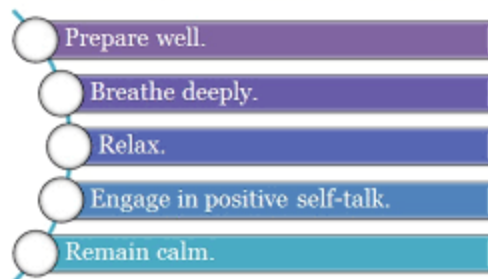 Prepare well.
Breathe deeply.
Relax.
Engage in positive self-talk.
Remain calm.